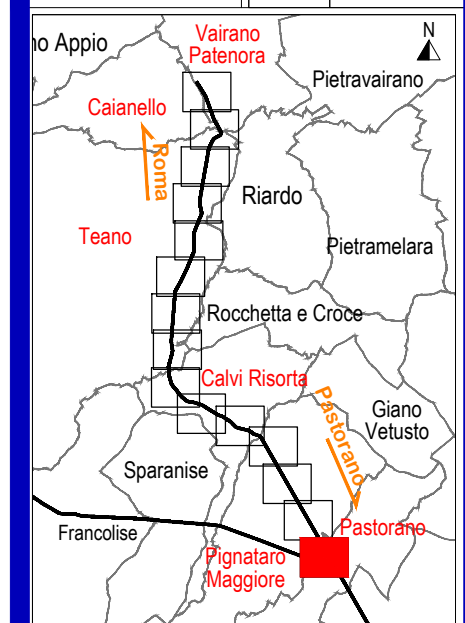 Vairano
Patenora
N
no Appio
Pietravairano
Caianello
Roma
Riardo
Teano
Pietramelara
Rocchetta e Croce
Calvi Risorta
Pastorano
Giano
Vetusto
Sparanise
Francolise
Pastorano
Pignataro
Maggiore